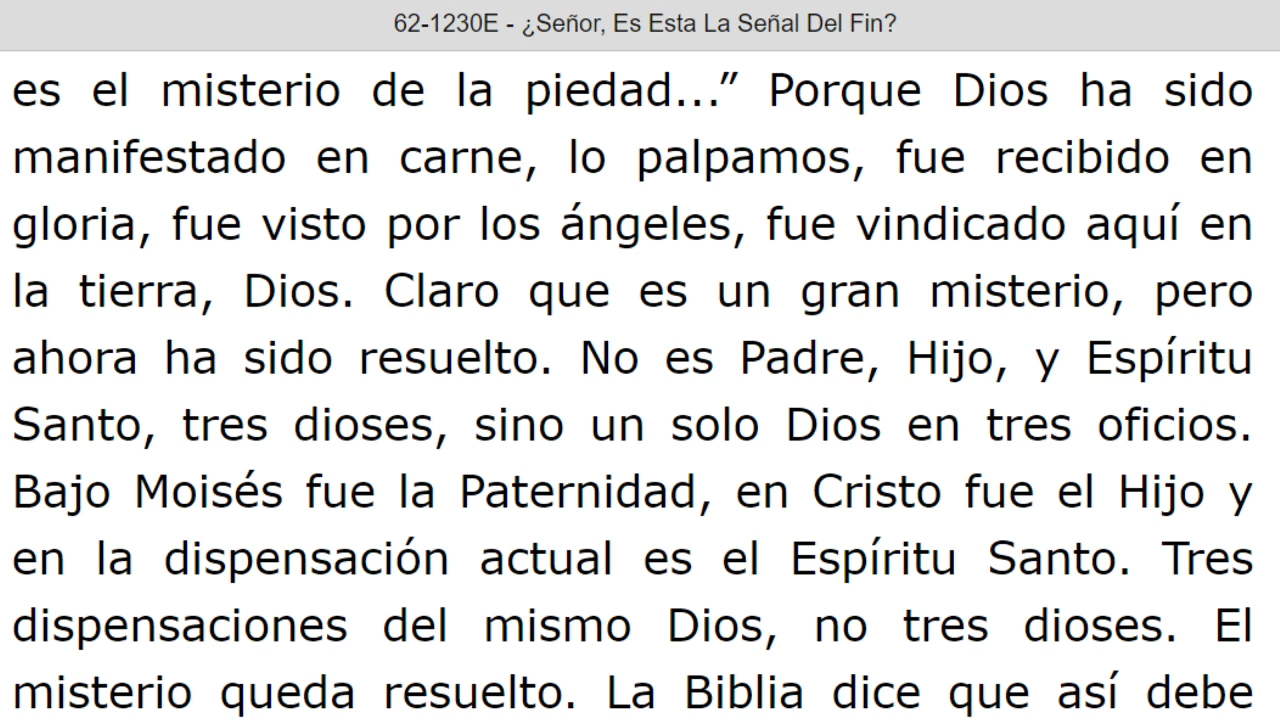 62-1230E - ¿Señor, Es Esta La Señal Del Fin?
es el misterio de la piedad...” Porque Dios ha sido
manifestado en carne, lo palpamos, fue recibido en
gloria, fue visto por los ángeles, fue vindicado aquí en
la tierra, Dios. Claro que es un gran misterio, pero
ahora ha sido resuelto. No es Padre, Hijo, y Espíritu
Santo, tres dioses, sino un solo Dios en tres oficios.
Bajo Moisés fue la Paternidad, en Cristo fue el Hijo y
en la dispensación actual es el Espíritu Santo. Tres
dispensaciones del mismo Dios, no tres dioses. El
misterio queda resuelto. La Biblia dice que así debe